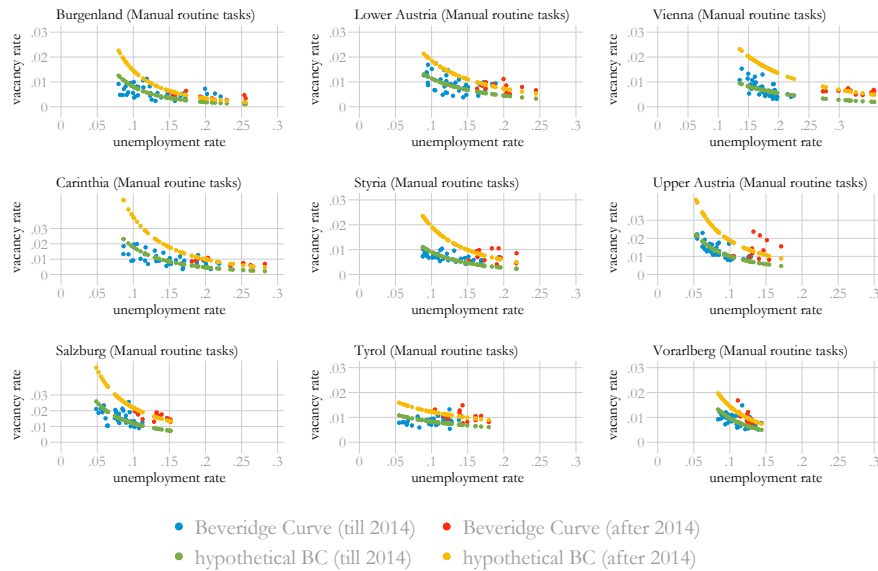 Burgenland (Manual routine tasks)
vacancy rate
.03
.02
.01
0
0 .05 .1 .15 .2 .25 .3
unemployment rate
Lower Austria (Manual routine tasks)
vacancy rate
.03
.02
.01
0
0 .05 .1 .15 .2 .25 .3
unemployment rate
Vienna (Manual routine tasks)
vacancy rate
.03
.02
.01
0
0 .05 .1 .15 .2 .25 .3
unemployment rate
Carinthia (Manual routine tasks)
vacancy rate
.03
.02
.01
0
0 .05 .1 .15 .2 .25 .3
unemployment rate
Styria (Manual routine tasks)
vacancy rate
.03
.02
.01
0
0 .05 .1 .15 .2 .25 .3
unemployment rate
Upper Austria (Manual routine tasks)
vacancy rate
.03
.02
.01
0
0 .05 .1 .15 .2 .25 .3
unemployment rate
Salzburg (Manual routine tasks)
vacancy rate
.03
.02
.01
0
0 .05 .1 .15 .2 .25 .3
unemployment rate
Tyrol (Manual routine tasks)
vacancy rate
.03
.02
.01
0
0 .05 .1 .15 .2 .25 .3
unemployment rate
Vorarlberg (Manual routine tasks)
vacancy rate
.03
.02
.01
0
0 .05 .1 .15 .2 .25 .3
unemployment rate
Beveridge Curve (till 2014) Beveridge Curve (after 2014)
hypothetical BC (till 2014) hypothetical BC (after 2014)